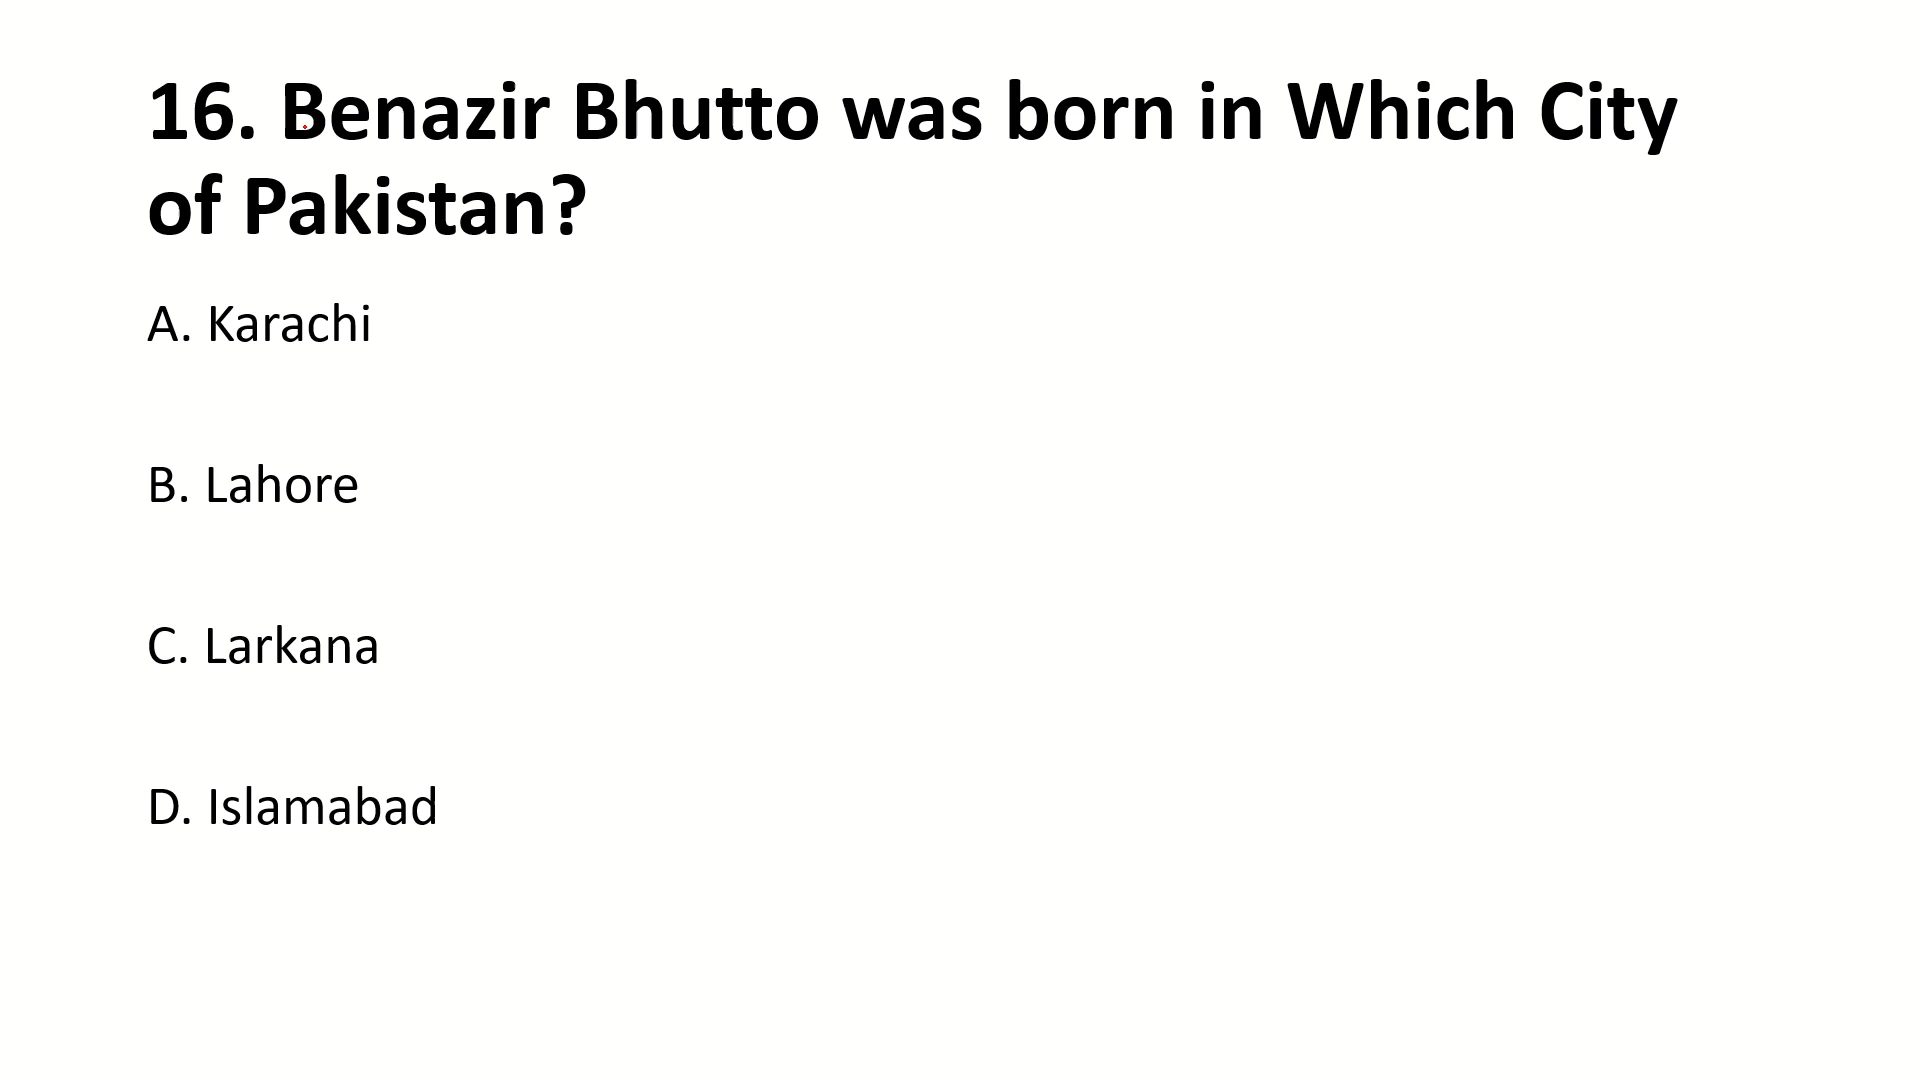 16. Benazir Bhutto was born in Which City
of Pakistan?
A. Karachi
B. Lahore
C. Larkana
D. Islamabad